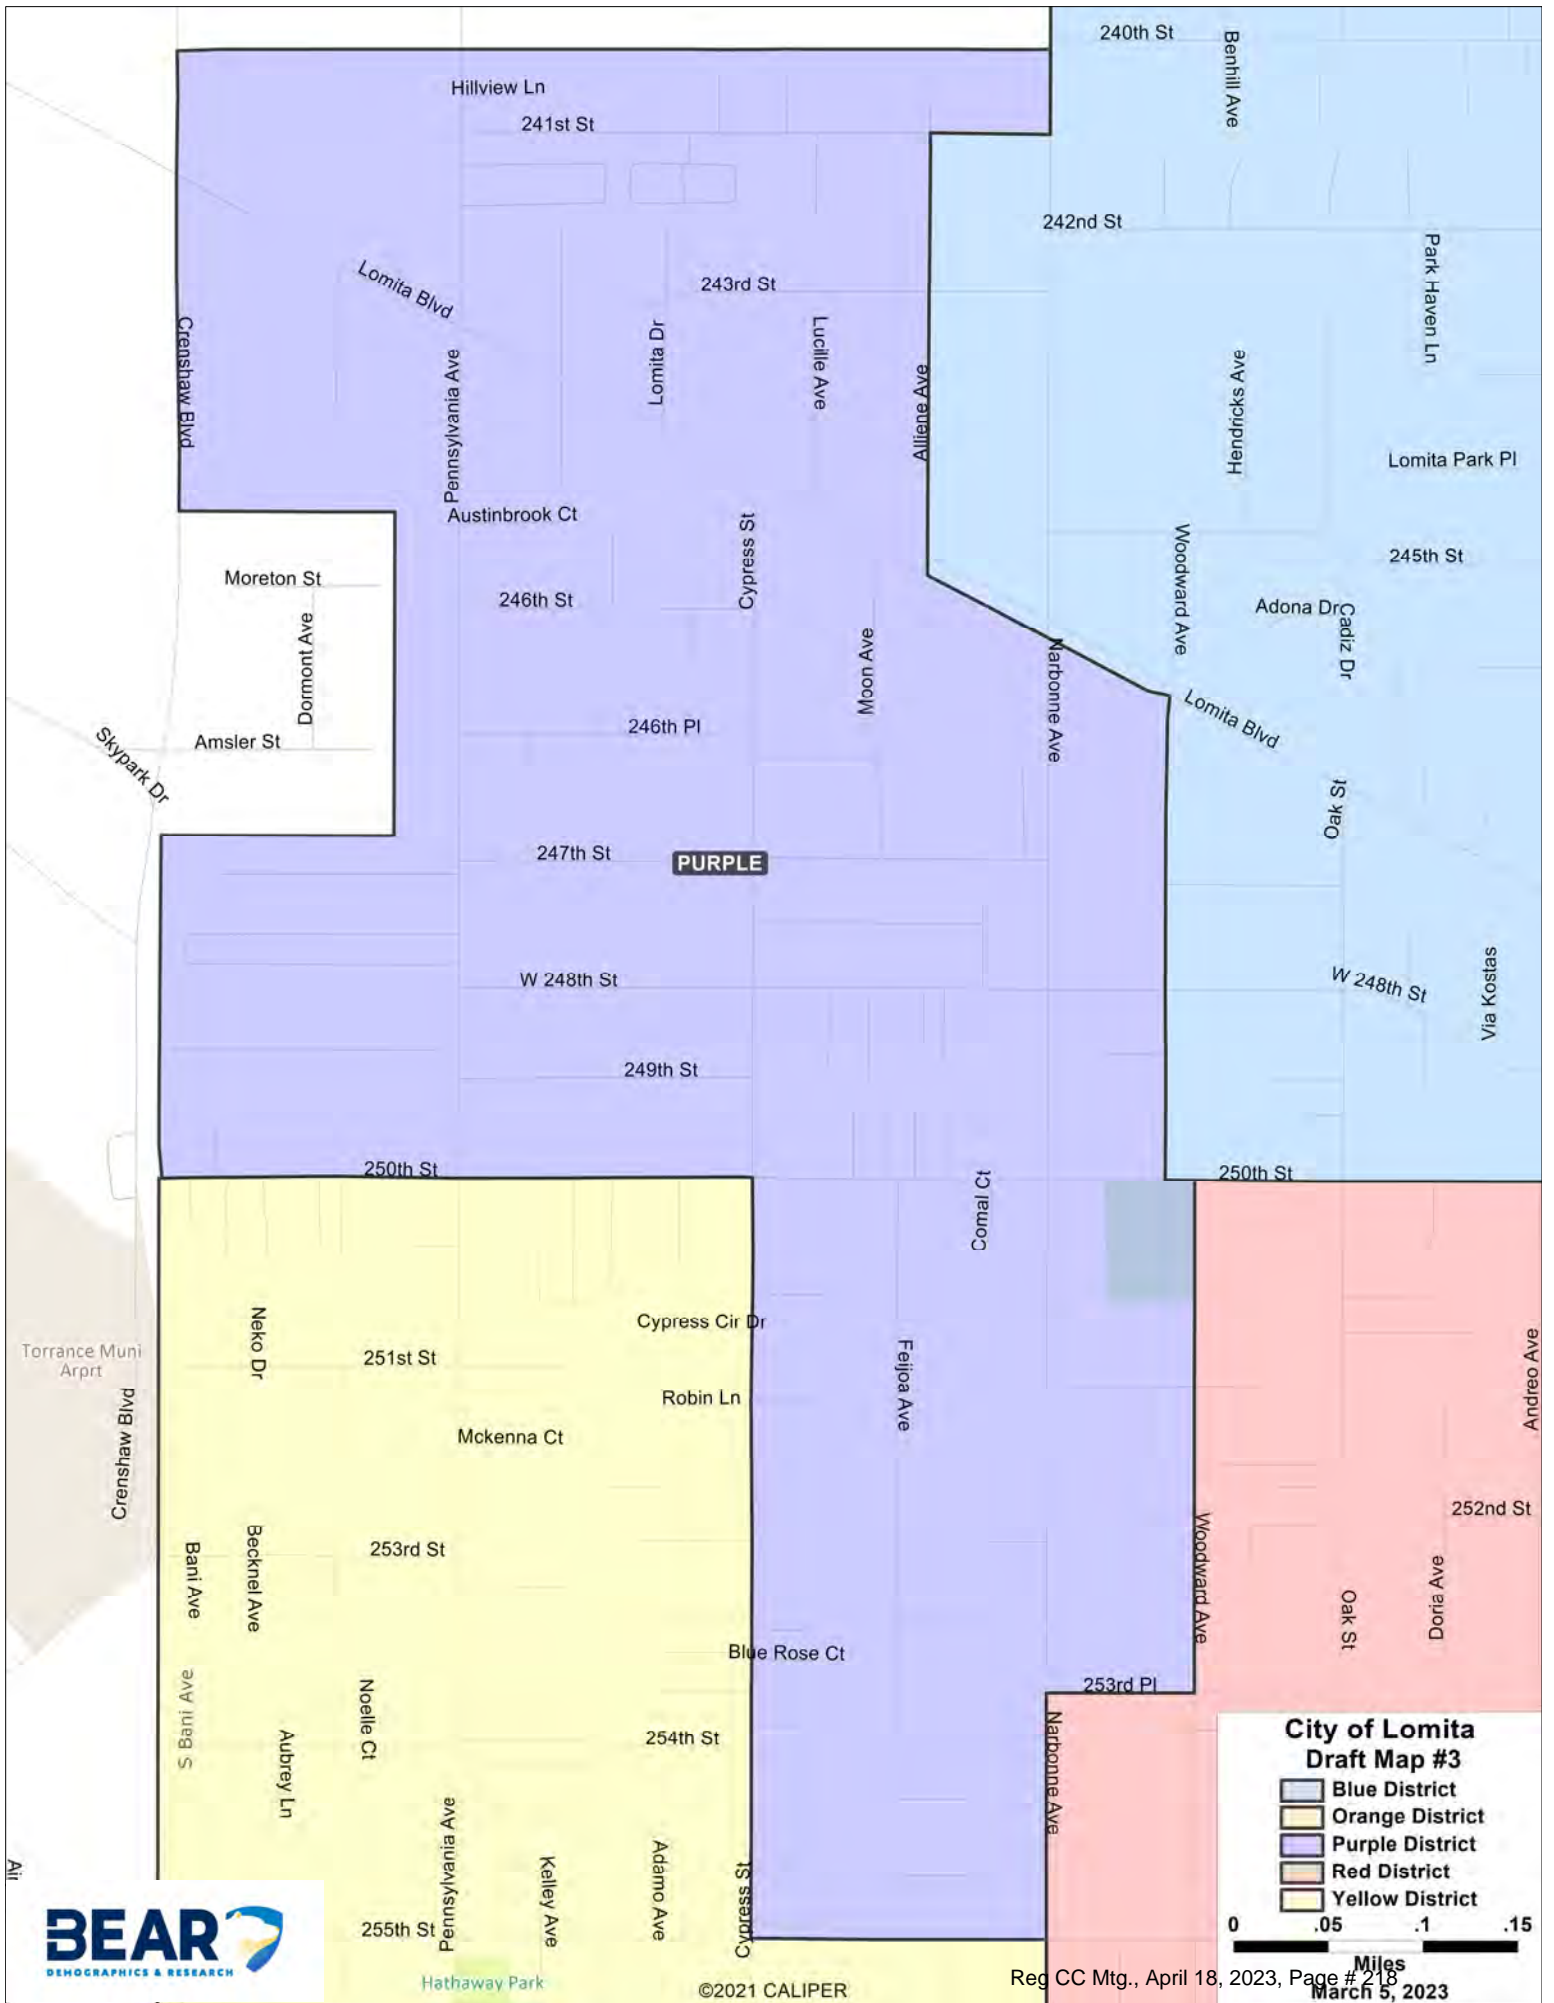 240th St
Benhill Ave
Hillview Ln
241st St
242nd St
Park Haven Ln
Lomita Blvd
243rd St
Crenshaw Blvd
Pennsylvania Ave
Lomita Dr
Lucille Ave
Alliene Ave
Hendricks Ave
Lomita Park Pl
Austinbrook Ct
Cypress St
Woodward Ave
245th St
Moreton St
246th St
Adona Dr
Cadiz Dr
Dormont Ave
Moon Ave
Narbonne Ave
Lomita Blvd
246th Pl
Skypark Dr
Amsler St
Oak St
247th St
PURPLE
W 248th St
W 248th St
Via Kostas
249th St
250th St
Comal Ct
250th St
Neko Dr
Cypress Cir Dr
Torrance Muni
Arprt
251st St
Feijoa Ave
Andreo Ave
Robin Ln
Crenshaw Blvd
Mckenna Ct
252nd St
Bani Ave
Becknel Ave
253rd St
Woodward Ave
Oak St
Doria Ave
Blue Rose Ct
253rd Pl
S Bani Ave
Noelle Ct
Aubrey Ln
254th St
Narbonne Ave
Pennsylvania Ave
Kelley Ave
Adamo Ave
Cypress St
Air
255th St
Hathaway Park
BEAR
DEMOGRAPHICS & RESEARCH
©2021 CALIPER
City of Lomita
Draft Map #3
Blue District
Orange District
Purple District
Red District
Yellow District
0 .05 .1 .15
Miles
Reg CC Mtg., April 18, 2023, Page # 218
March 5, 2023